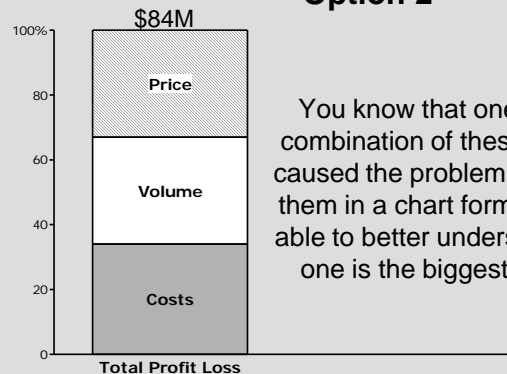 Option 2
$84M
100%
80
60
40
20
0
Price
Volume
Costs
Total Profit Loss
You know that one
combination of thes
caused the problem
them in a chart form
able to better unders
one is the biggest